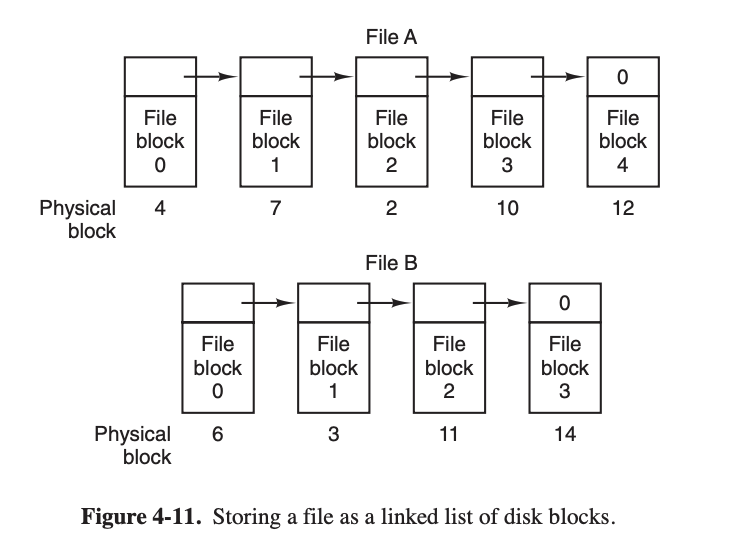 File A
0
File block 0
File block 1
File block 2
File block 3
File block 4
Physical block 4 7 2 10 12
File B
0
File block 0
File block 1
File block 2
File block 3
Physical block 6 3 11 14
Figure 4-11. Storing a file as a linked list of disk blocks.